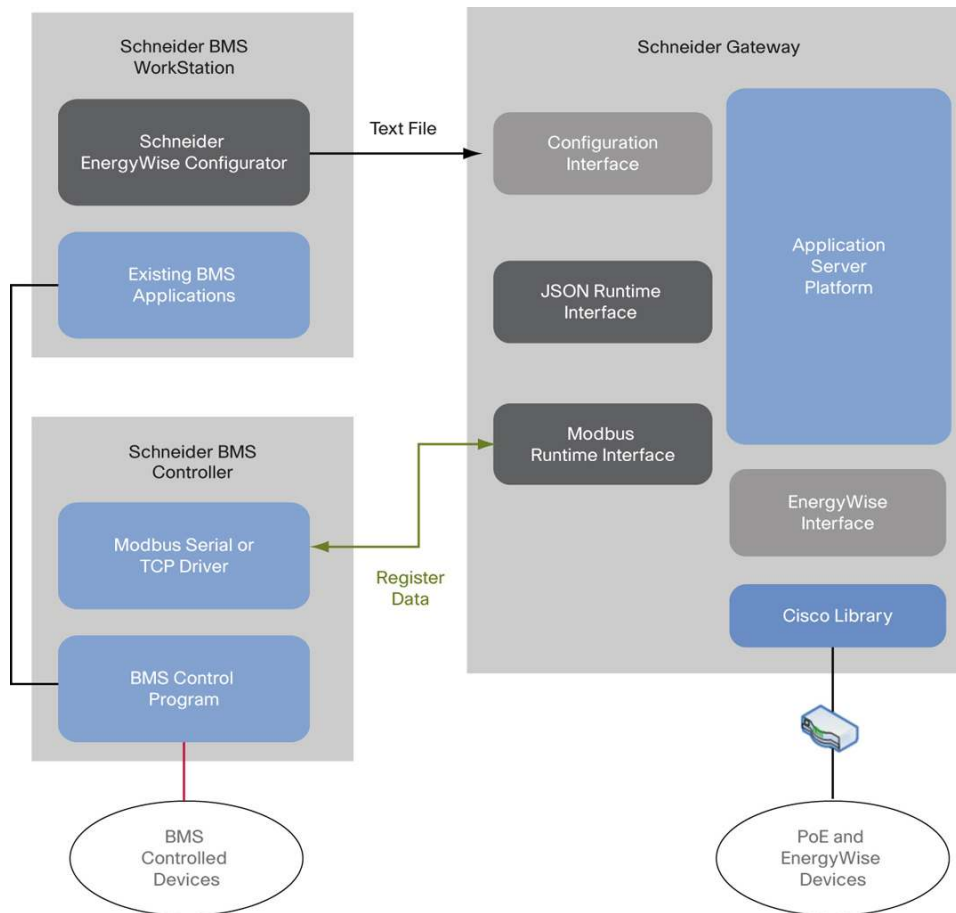 Schneider BMS
WorkStation
Schneider
EnergyWise Configurator
Existing BMS
Applications
Text File
Schneider Gateway
Configuration
Interface
JSON Runtime
Interface
Modbus
Runtime Interface
Application
Server
Platform
EnergyWise
Interface
Cisco Library
Schneider BMS
Controller
Modbus Serial or
TCP Driver
BMS Control
Program
Register
Data
BMS
Controlled
Devices
PoE and
EnergyWise
Devices